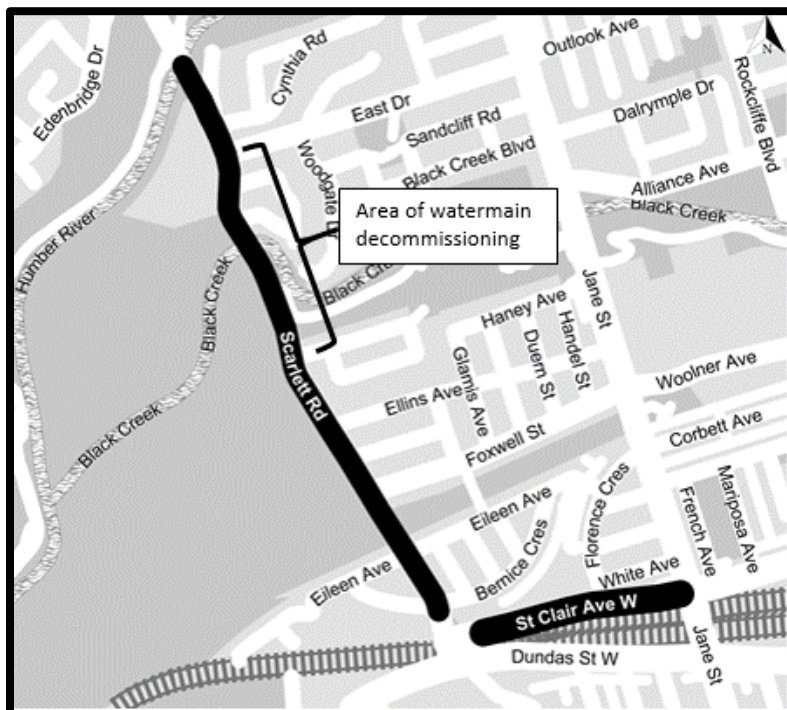 Outlook Ave
N
Cynthia Rd
Edenbridge Dr
Rockcliffe Blvd
East Dr
Dalrymple Dr
Sandcliff Rd
Woodgate Dr
Black Creek Blvd
Alliance Ave
Area of watermain
decommissioning
Black Creek
Humber River
Black Cre
Black Creek
Jane St
Haney Ave
Handel St
Duern St
Glamis Ave
Scarlett Rd
Ellins Ave
Woolner Ave
Black Creek
Foxwell St
Corbett Ave
Mariposa Ave
Eileen Ave
Florence Cres
French Ave
Bernice Cres
Eileen Ave
White Ave
St Clair Ave W
Jane St
Dundas St W